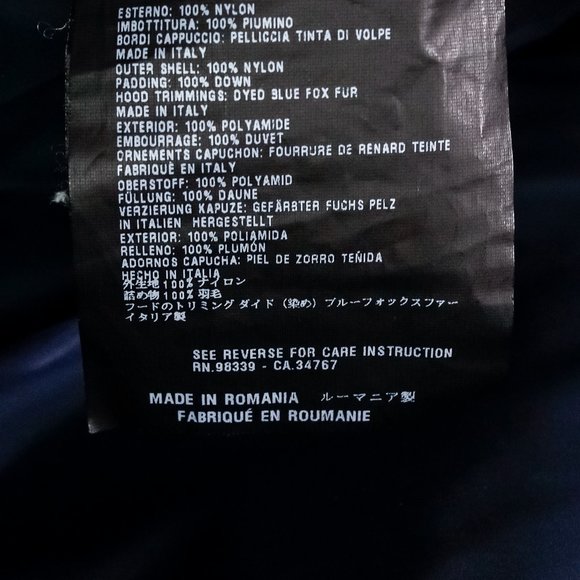 ESTERNO: 100% NYLON
IMBOTTITURA: 100% PIUMINO
BORDI CAPPUCCIO: PELLICCIA TINTA DI VOLPE
MADE IN ITALY
OUTER SHELL: 100% NYLON
PADDING: 100% DOWN
HOOD TRIMMINGS: DYED BLUE FOX FUR
MADE IN ITALY
EXTERIOR: 100% POLYAMIDE
EMBOURRAGE: 100% DUVET
ORNEMENTS CAPUCHON: FOURRURE DE RENARD TEINTE
FABRIQUÈ EN ITALY
OBERSTOFF: 100% POLYAMID
FÜLLUNG: 100% DAUNE
VERZIERUNG KAPUZE: GEFÄRBTER FUCHS PELZ
IN ITALIEN HERGESTELLT
EXTERIOR: 100% POLIAMIDA
RELLENO: 100% PLUMÓN
ADORNOS CAPUCHA: PIEL DE ZORRO TEÑIDA
HECHO IN ITALIA
外生地100%ナイロン
詰め物100%羽毛
フードのトリミング ダイド (染め) ブルーフォックスファー
イタリア製
SEE REVERSE FOR CARE INSTRUCTION
RN.98339 - CA.34767
MADE IN ROMANIA ルーマニア製
FABRIQUÉ EN ROUMANIE